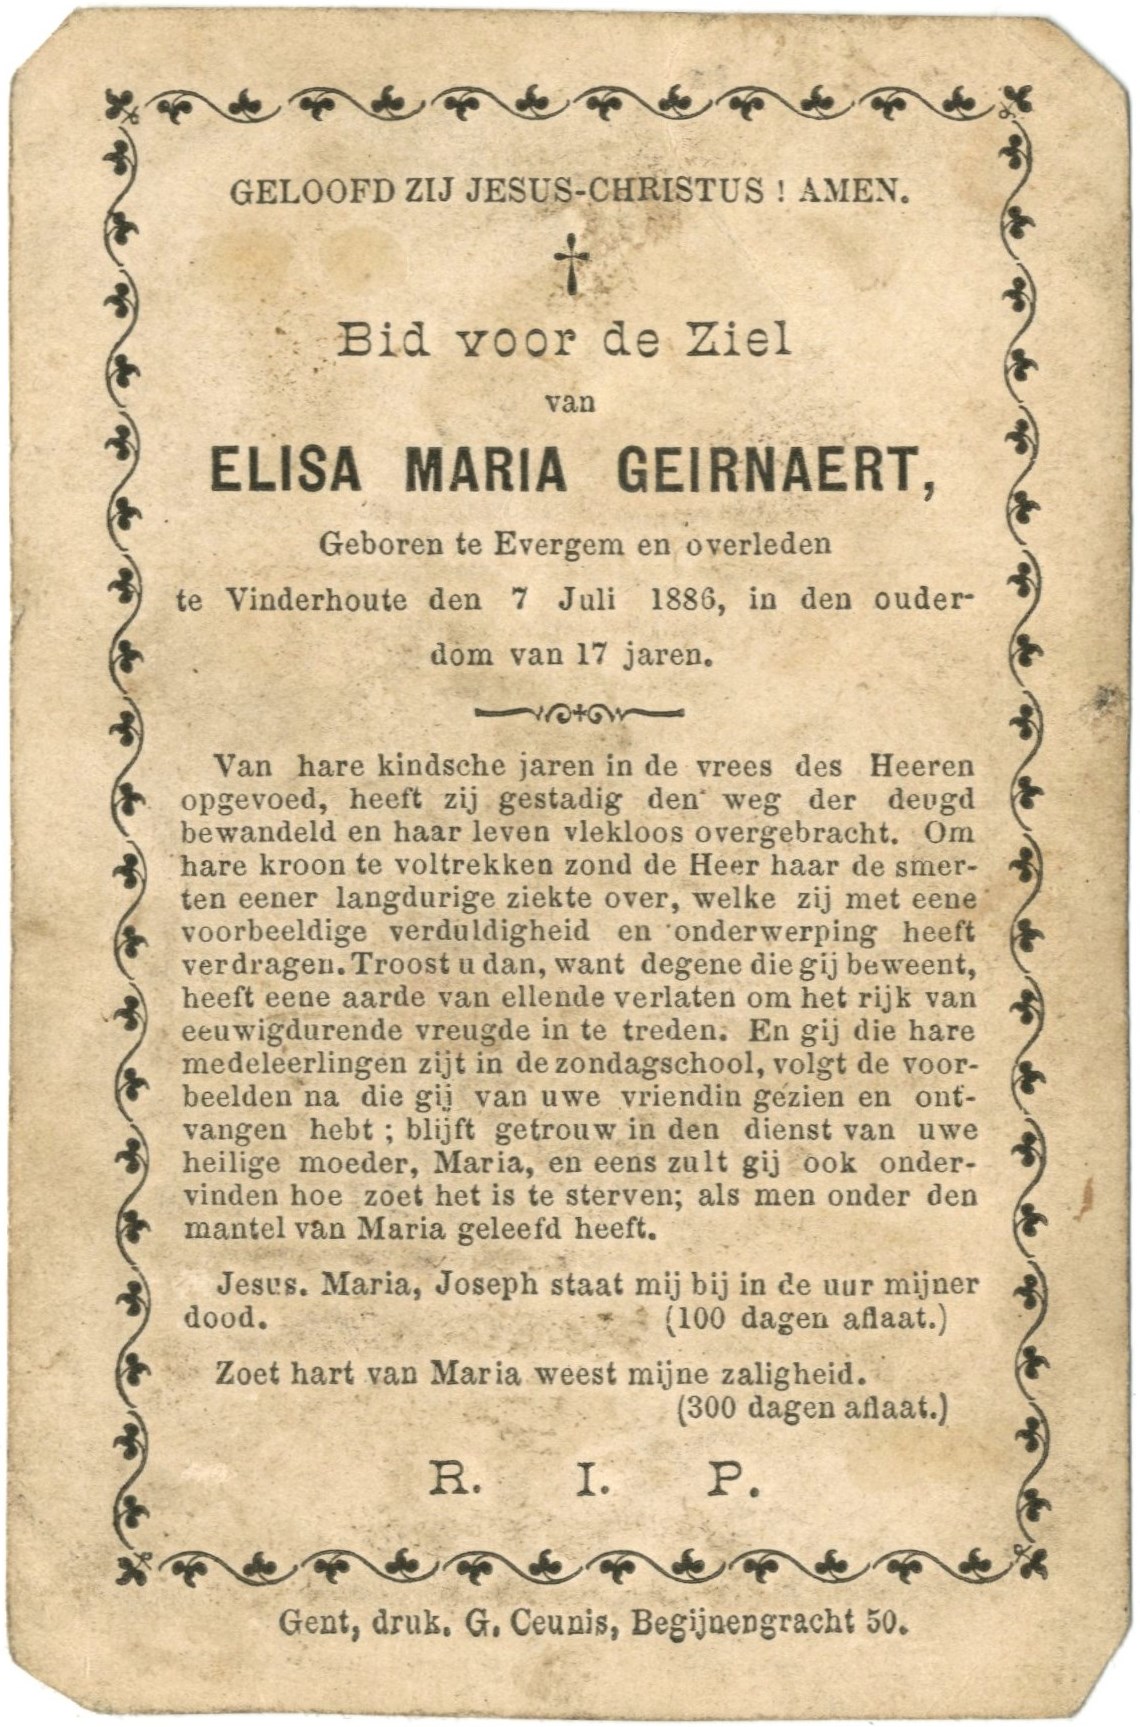 GELOOFD ZIJ JESUS-CHRISTUS ! AMEN.
Bid voor de Ziel
van
ELISA MARIA GEIRNAERT,
Geboren te Evergem en overleden
te Vinderhoute den 7 Juli 1886, in den ouder-
dom van 17 jaren.
Van hare kindsche jaren in de vrees des Heeren
opgevoed, heeft zij gestadig den weg der deugd
bewandeld en haar leven vlekloos overgebracht. Om
hare kroon te voltrekken zond de Heer haar de smer-
ten eener langdurige ziekte over, welke zij met eene
voorbeeldige verduldigheid en onderwerping heeft
verdragen. Troost u dan, want degene die gij beweent,
heeft eene aarde van ellende verlaten om het rijk van
eeuwigdurende vreugde in te treden. En gij die hare
medeleerlingen zijt in de zondagschool, volgt de voor-
beelden na die gij van uwe vriendin gezien en ont-
vangen hebt ; blijft getrouw in den dienst van uwe
heilige moeder, Maria, en eens zult gij ook onder-
vinden hoe zoet het is te sterven; als men onder den
mantel van Maria geleefd heeft.
Jesus. Maria, Joseph staat mij bij in de uur mijner
dood. (100 dagen aflaat.)
Zoet hart van Maria weest mijne zaligheid.
(300 dagen aflaat.)
R. I. P.
Gent, druk. G. Ceunis, Begijnengracht 50.